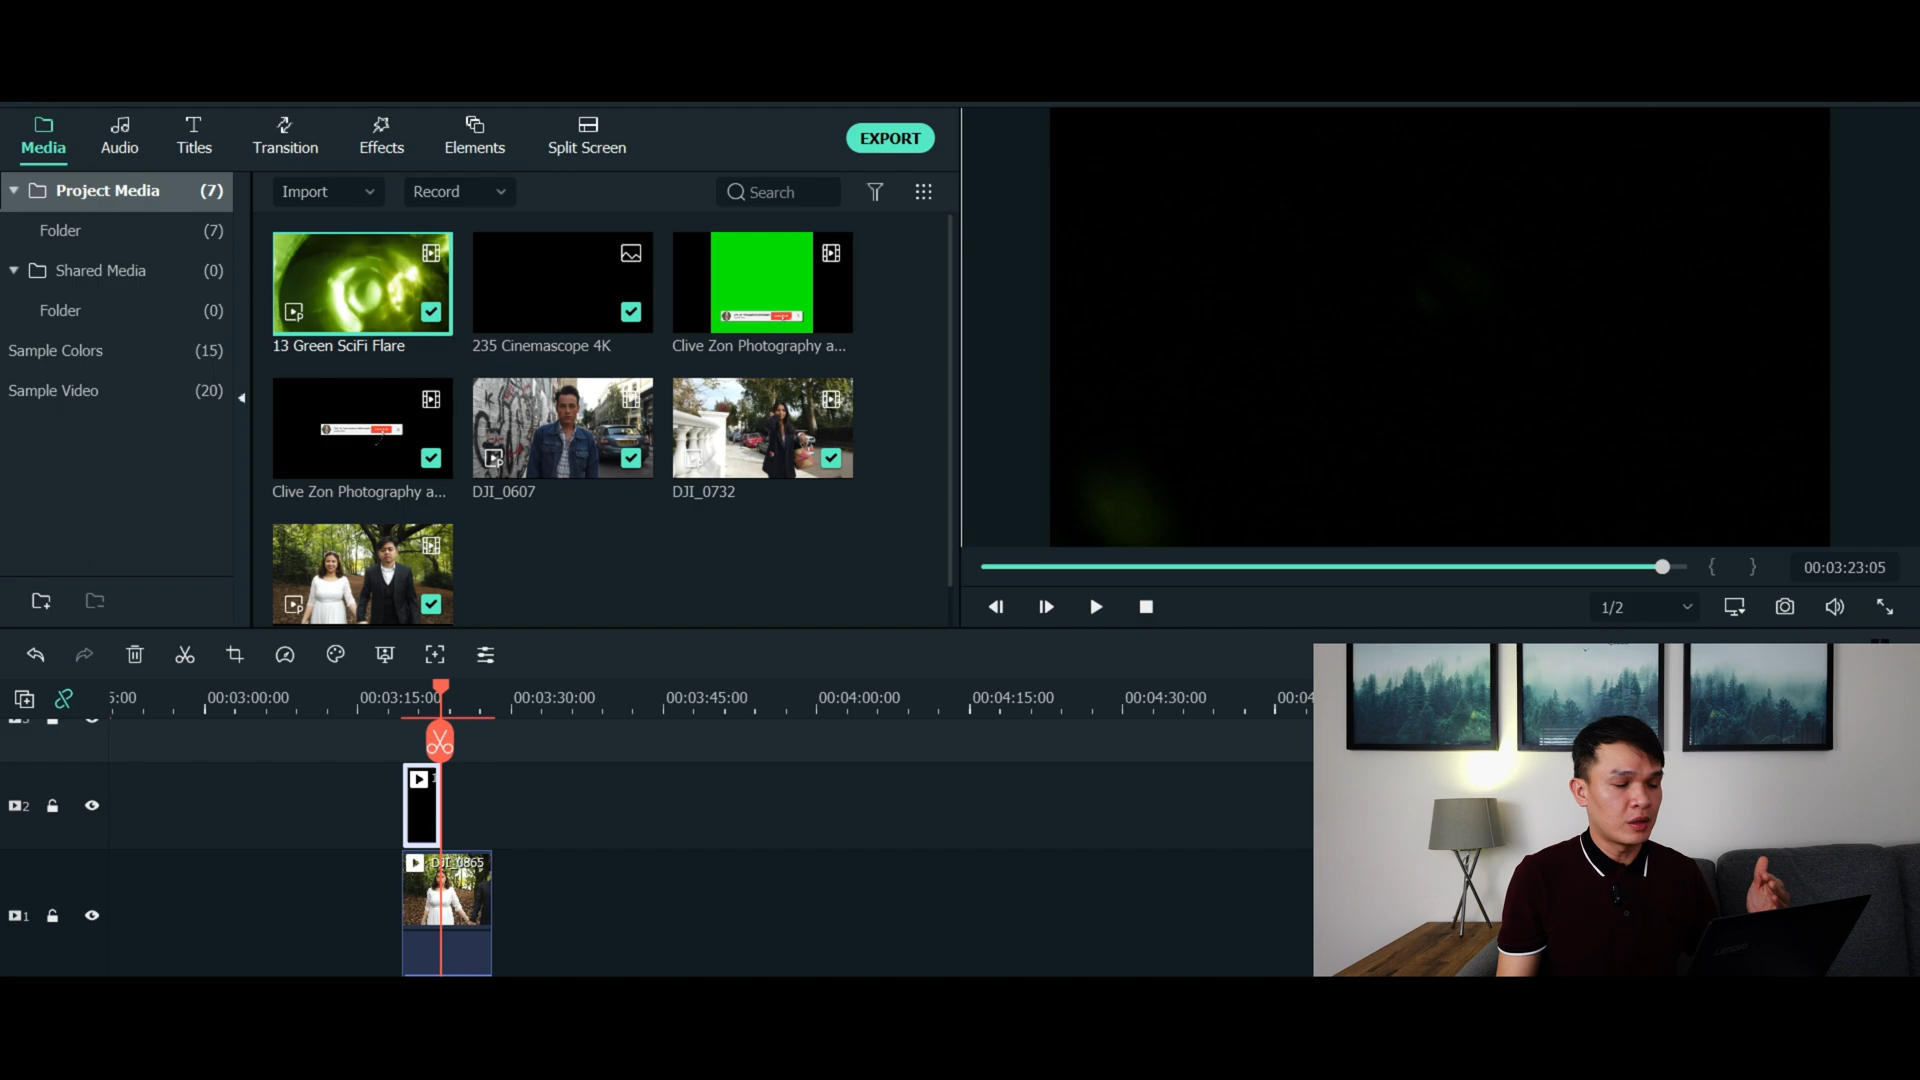 Media
Audio
Titles
Transition
Effects
Elements
Split Screen
EXPORT
Project Media (7)
Folder (7)
Shared Media (0)
Folder (0)
Sample Colors (15)
Sample Video (20)
Import
Record
Search
13 Green SciFi Flare
235 Cinemascope 4K
Clive Zon Photography a...
Clive Zon Photography a...
DJI_0607
DJI_0732
{ } 00:03:23:05
1/2
5:00 00:03:00:00 00:03:15:00 00:03:30:00 00:03:45:00 00:04:00:00 00:04:15:00 00:04:30:00 00:04
2
DJI_0865
1